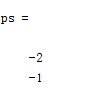 ps =
-2
-1